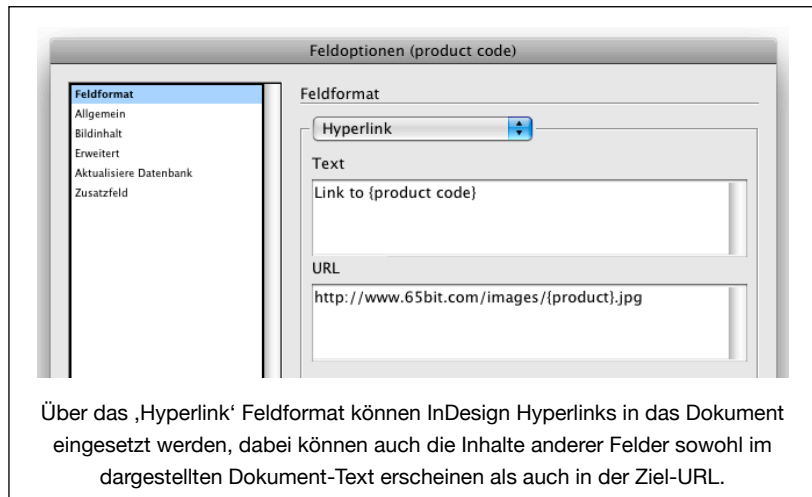 Feldoptionen (product code)
Feldformat
Allgemein
Bildinhalt
Erweitert
Aktualisiere Datenbank
Zusatzfeld
Feldformat
Hyperlink
Text
Link to {product code}
URL
http://www.65bit.com/images/{product}.jpg
Über das ‚Hyperlink‘ Feldformat können InDesign Hyperlinks in das Dokument
eingesetzt werden, dabei können auch die Inhalte anderer Felder sowohl im
dargestellten Dokument-Text erscheinen als auch in der Ziel-URL.